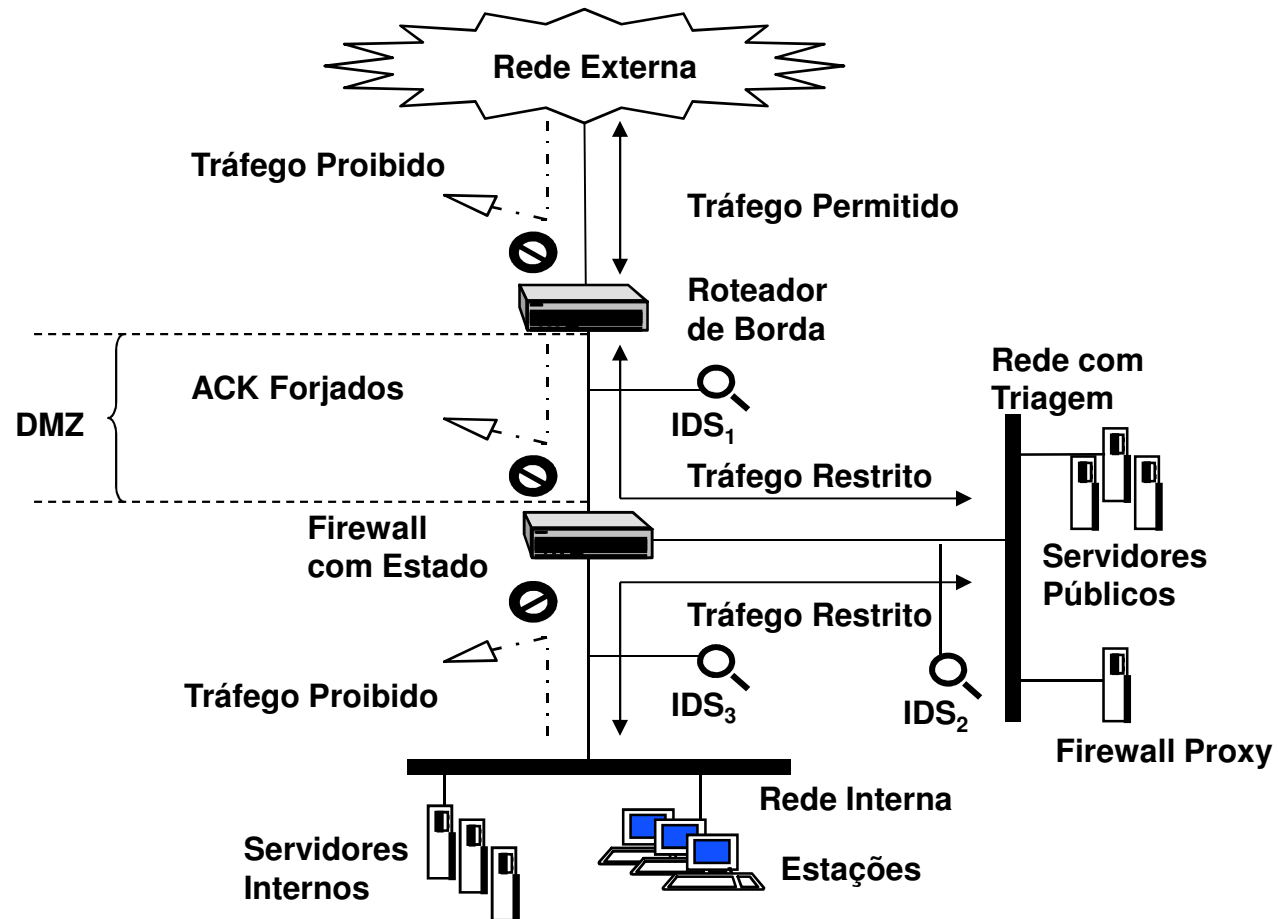 Rede Externa
Tráfego Proibido
Tráfego Permitido
Roteador
de Borda
DMZ
ACK Forjados
IDS1
Rede com
Triagem
Tráfego Restrito
Firewall
com Estado
Servidores
Públicos
Tráfego Restrito
Tráfego Proibido
IDS3
IDS2
Firewall Proxy
Rede Interna
Servidores
Internos
Estações